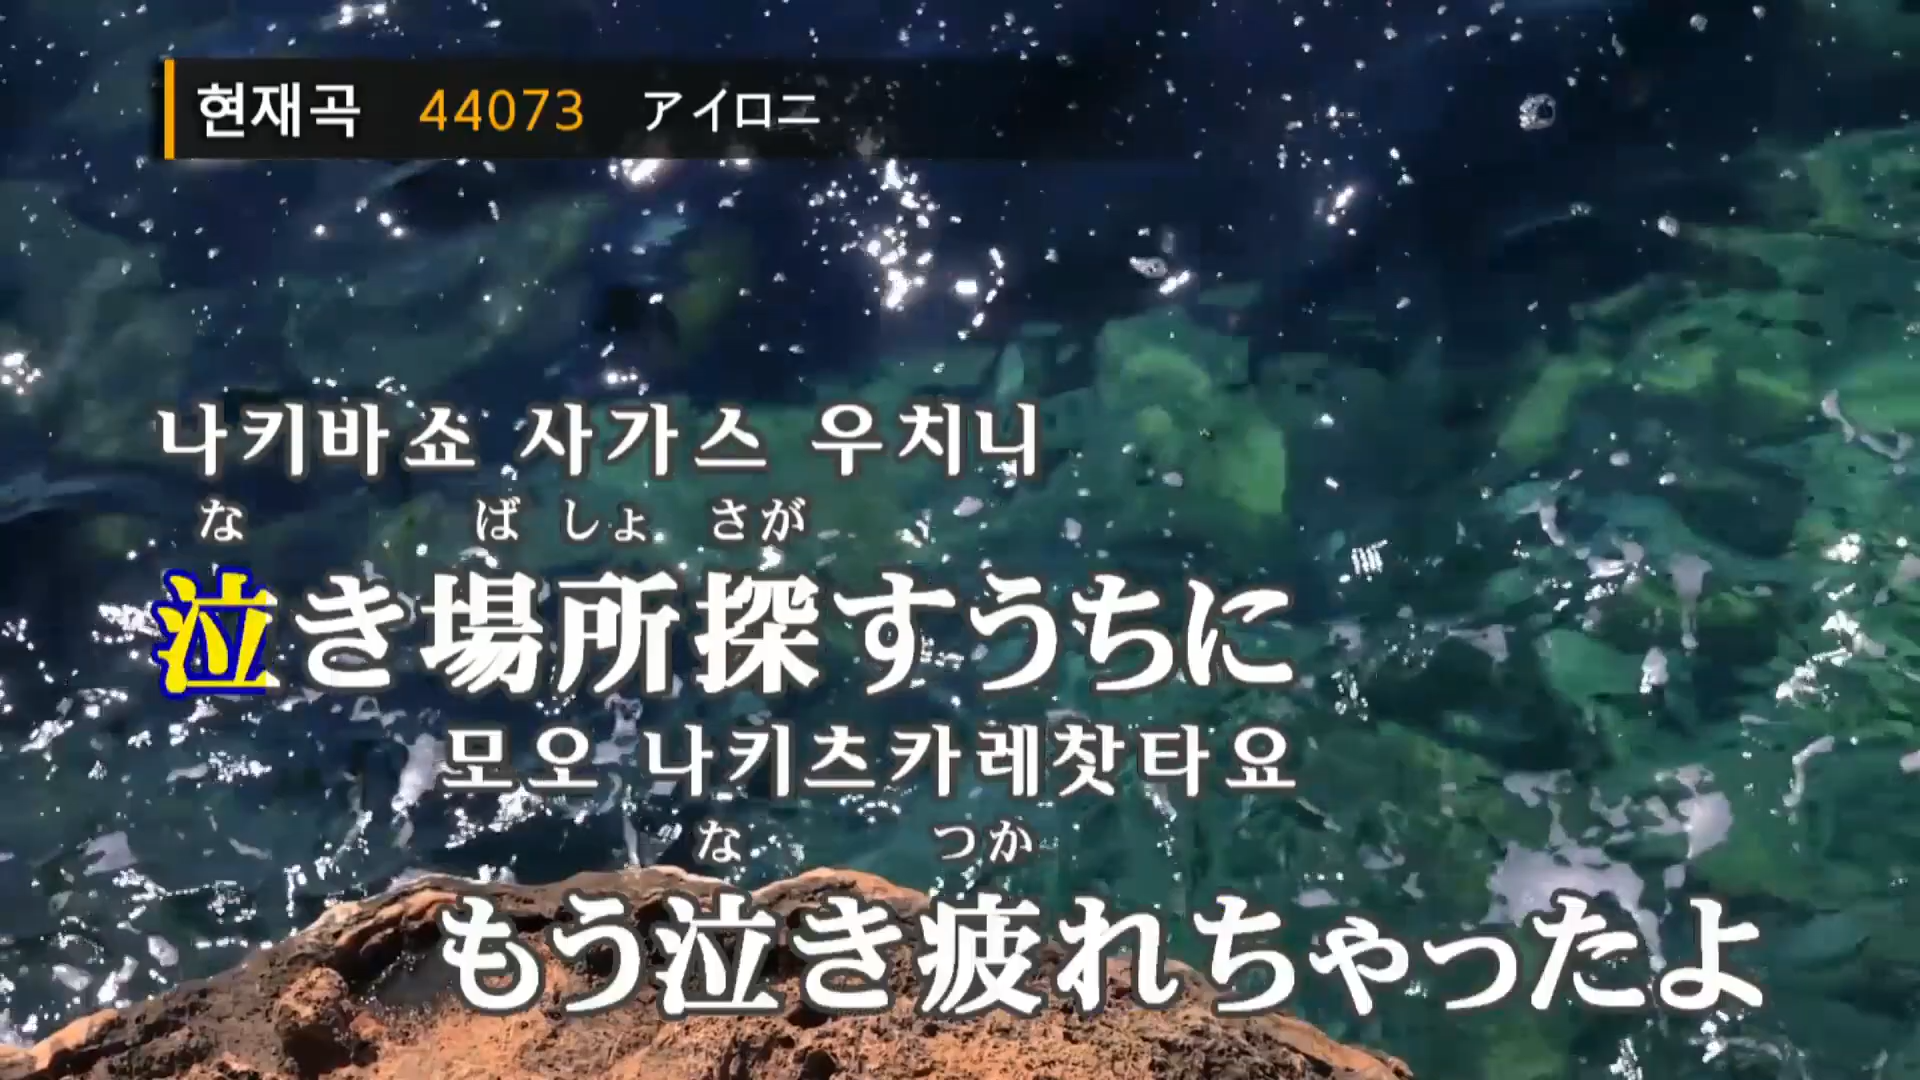 현재곡 44073 アイロニ
나키바쇼 사가스 우치니
な ば しょ さが
泣き場所探すうちに
모오 나키츠카레챳타요
な つか
もう泣き疲れちゃったよ